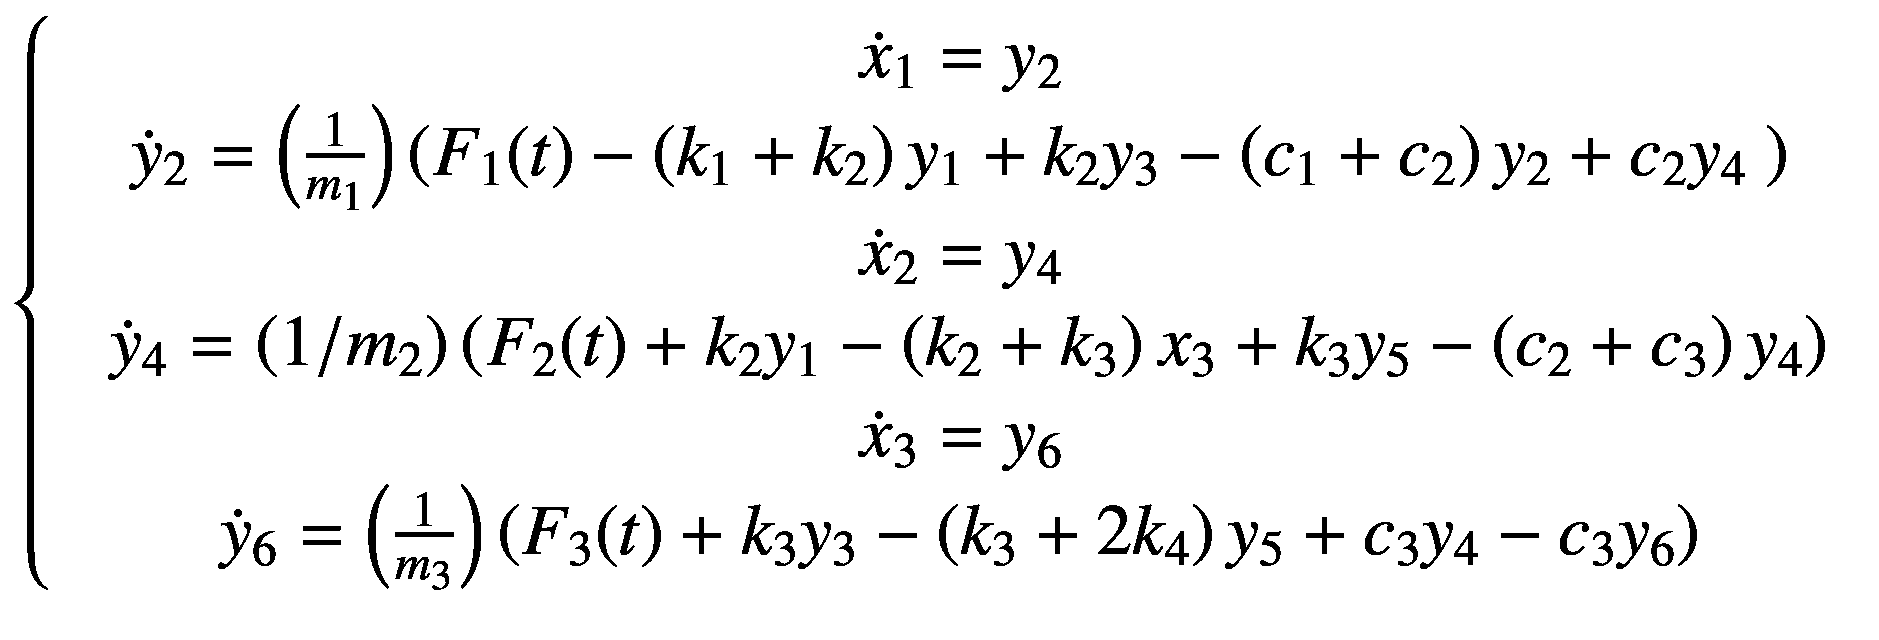 ẋ₁ = y₂
ẏ₂ = (1/m₁) (F₁(t) − (k₁ + k₂) y₁ + k₂y₃ − (c₁ + c₂) y₂ + c₂y₄ )
ẋ₂ = y₄
ẏ₄ = (1/m₂) (F₂(t) + k₂y₁ − (k₂ + k₃) x₃ + k₃y₅ − (c₂ + c₃) y₄)
ẋ₃ = y₆
ẏ₆ = (1/m₃) (F₃(t) + k₃y₃ − (k₃ + 2k₄) y₅ + c₃y₄ − c₃y₆)